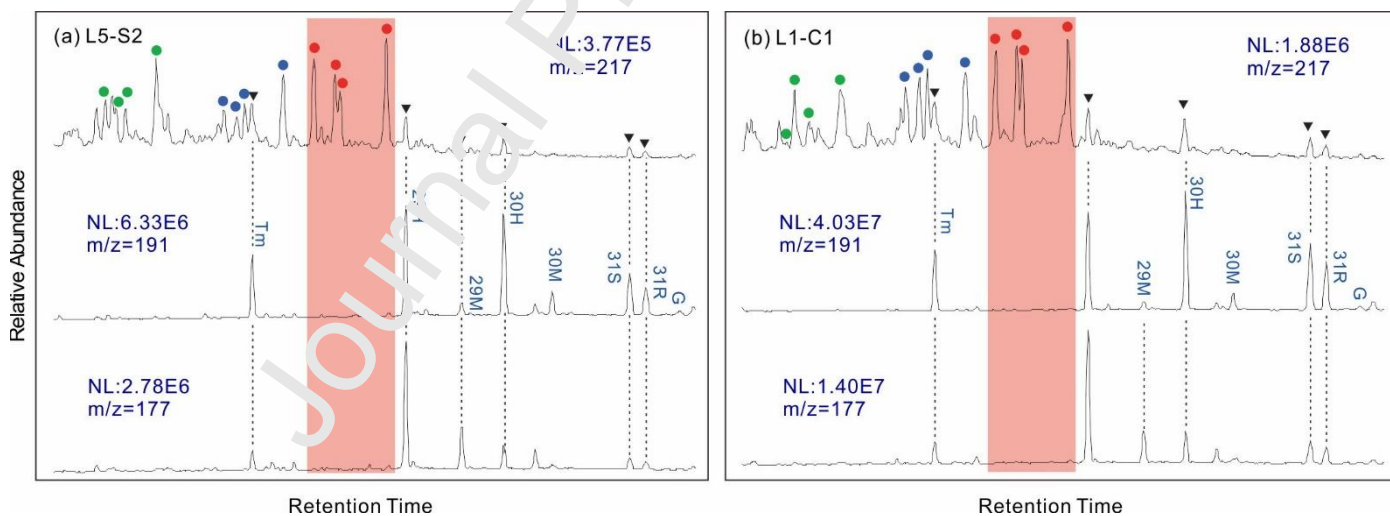 (a) L5-S2
NL:3.77E5
m/z=217
NL:6.33E6
m/z=191
Tm
29M
30H
30M
31S
31R
G
NL:2.78E6
m/z=177
Relative Abundance
Retention Time
(b) L1-C1
NL:1.88E6
m/z=217
NL:4.03E7
m/z=191
Tm
29M
30H
30M
31S
31R
G
NL:1.40E7
m/z=177
Retention Time
Journal